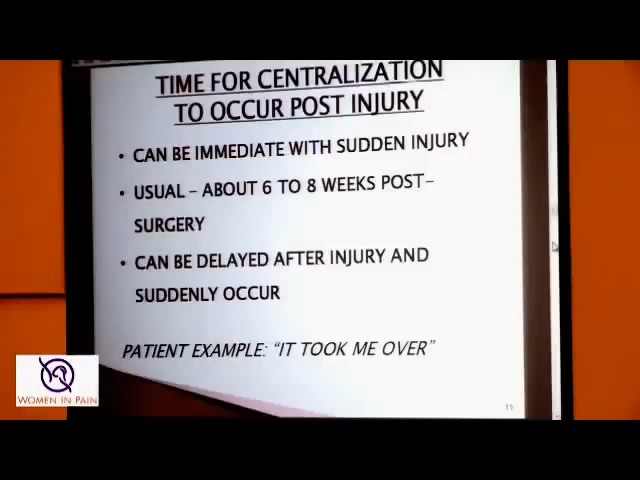 TIME FOR CENTRALIZATION
TO OCCUR POST INJURY
• CAN BE IMMEDIATE WITH SUDDEN INJURY
• USUAL – ABOUT 6 TO 8 WEEKS POST–
SURGERY
• CAN BE DELAYED AFTER INJURY AND
SUDDENLY OCCUR
PATIENT EXAMPLE: “IT TOOK ME OVER”
WOMEN IN PAIN